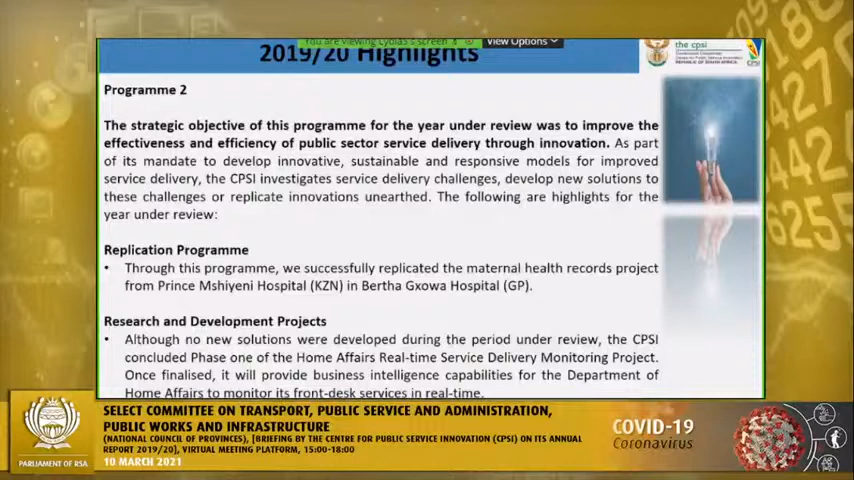 You are viewing Lydia's screen
View Options
2019/20 Highlights
the cpsi
REPUBLIC OF SOUTH AFRICA
CPSI
Programme 2
The strategic objective of this programme for the year under review was to improve the
effectiveness and efficiency of public sector service delivery through innovation. As part
of its mandate to develop innovative, sustainable and responsive models for improved
service delivery, the CPSI investigates service delivery challenges, develop new solutions to
these challenges or replicate innovations unearthed. The following are highlights for the
year under review:
Replication Programme
• Through this programme, we successfully replicated the maternal health records project
from Prince Mshiyeni Hospital (KZN) in Bertha Gxowa Hospital (GP).
Research and Development Projects
• Although no new solutions were developed during the period under review, the CPSI
concluded Phase one of the Home Affairs Real-time Service Delivery Monitoring Project.
Once finalised, it will provide business intelligence capabilities for the Department of
Home Affairs to monitor its front-desk services in real-time.
SELECT COMMITTEE ON TRANSPORT, PUBLIC SERVICE AND ADMINISTRATION,
PUBLIC WORKS AND INFRASTRUCTURE
(NATIONAL COUNCIL OF PROVINCES), [BRIEFING BY THE CENTRE FOR PUBLIC SERVICE INNOVATION (CPSI) ON ITS ANNUAL
REPORT 2019/20], VIRTUAL MEETING PLATFORM, 15:00-18:00
10 MARCH 2021
PARLIAMENT OF RSA
COVID-19
Coronavirus